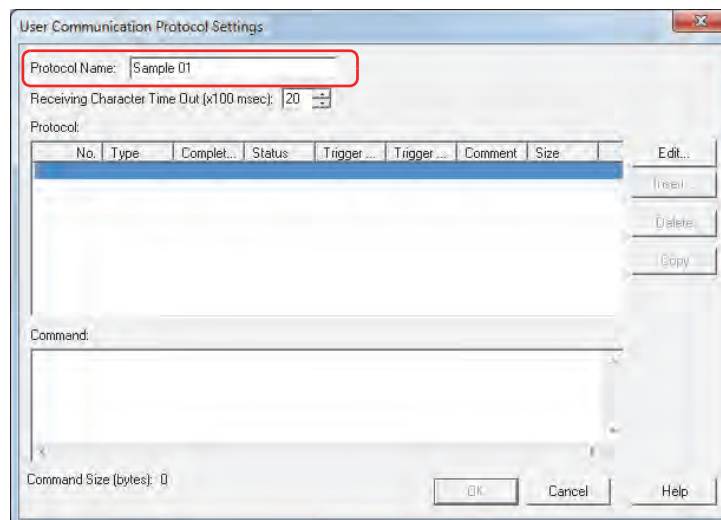 User Communication Protocol Settings
Protocol Name: Sample 01
Receiving Character Time Out (x100 msec): 20
Protocol:
No. Type Complet... Status Trigger ... Trigger ... Comment Size
Edit...
Insert...
Delete
Copy
Command:
Command Size (bytes): 0
OK Cancel Help